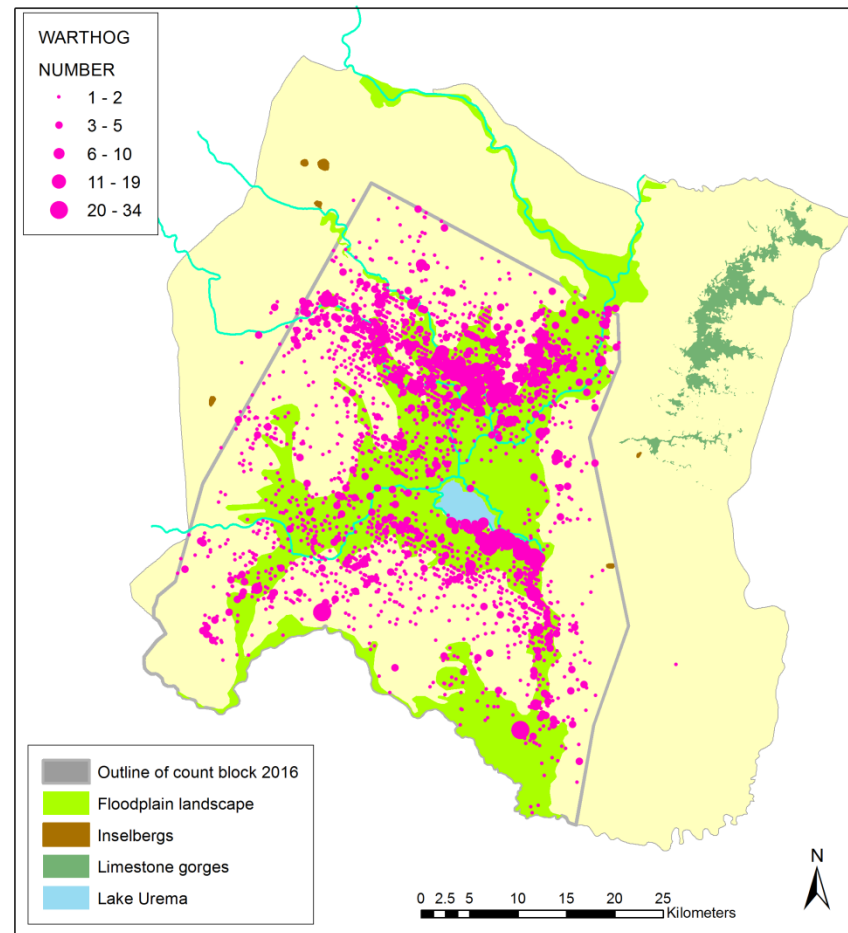 WARTHOG
NUMBER
1 - 2
3 - 5
6 - 10
11 - 19
20 - 34
Outline of count block 2016
Floodplain landscape
Inselbergs
Limestone gorges
Lake Urema
0 2.5 5 10 15 20 25
Kilometers
N